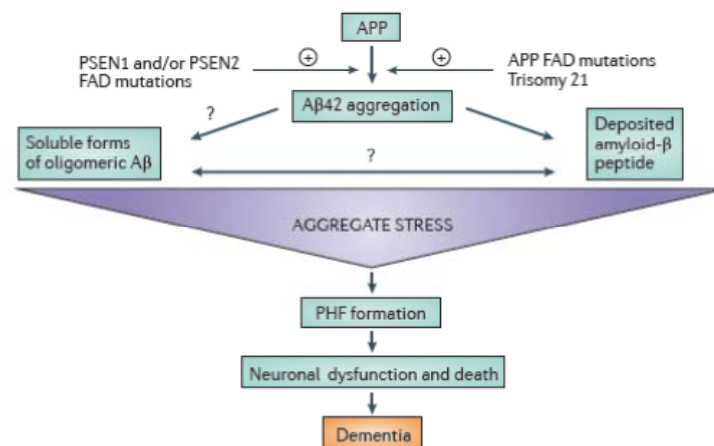 APP
PSEN1 and/or PSEN2
FAD mutations
+
+
APP FAD mutations
Trisomy 21
Aβ42 aggregation
?
Soluble forms
of oligomeric Aβ
?
Deposited
amyloid-β
peptide
AGGREGATE STRESS
PHF formation
Neuronal dysfunction and death
Dementia